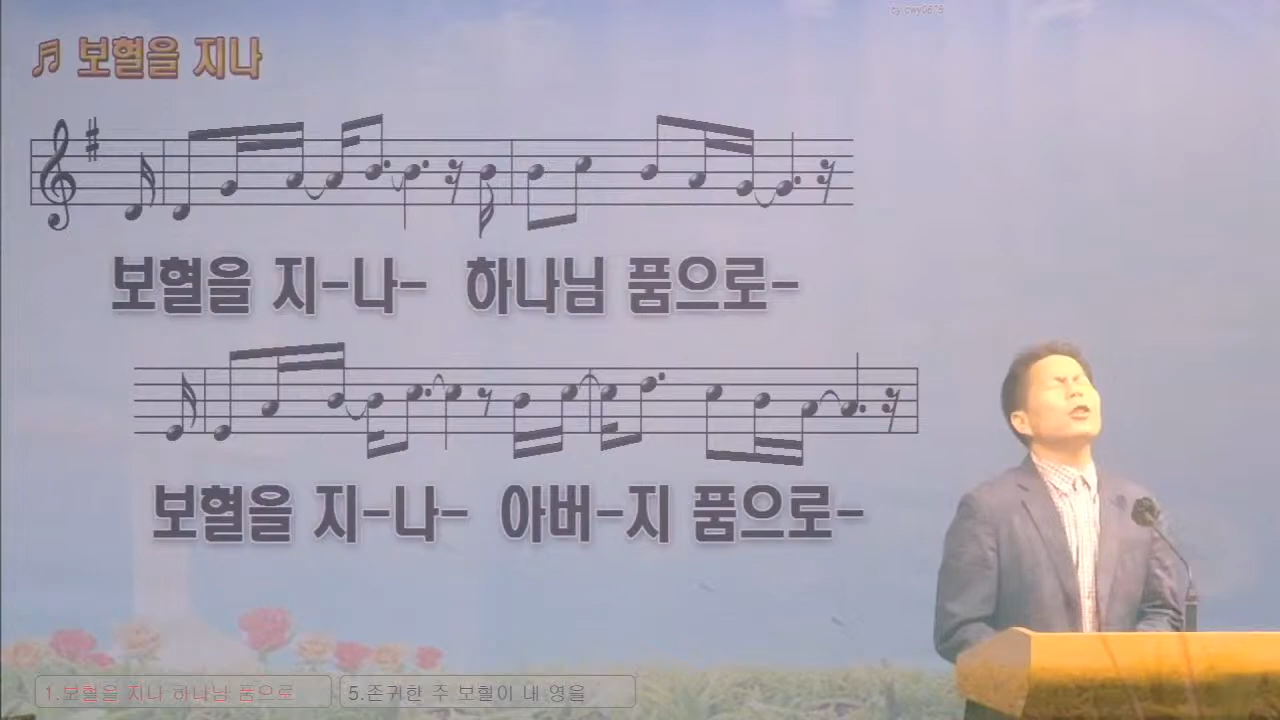 by cwy0675
보혈을 지나
보혈을 지-나- 하나님 품으로-
보혈을 지-나- 아버-지 품으로-
1.보혈을 지나 하나님 품으로
5.존귀한 주 보혈이 내 영을